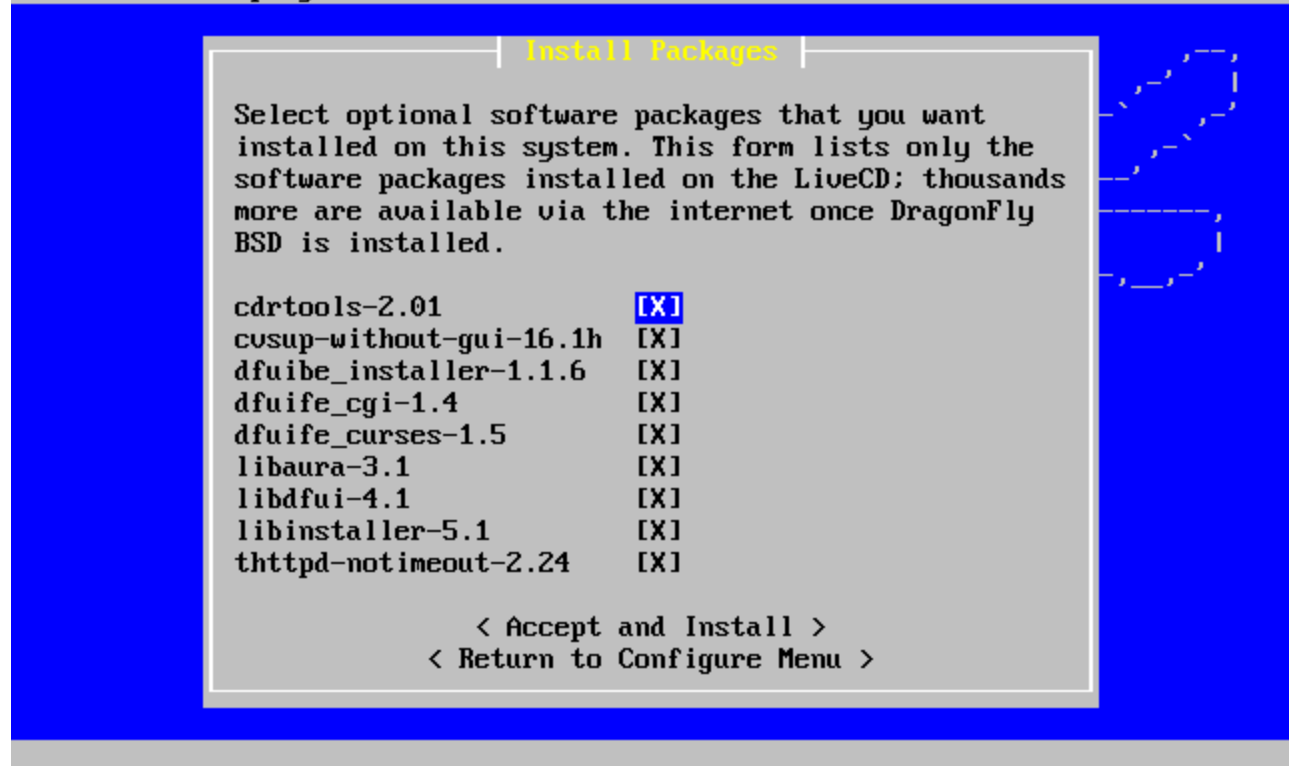 Install Packages
Select optional software packages that you want
installed on this system. This form lists only the
software packages installed on the LiveCD; thousands
more are available via the internet once DragonFly
BSD is installed.
cdrtools-2.01 [X]
cvsup-without-gui-16.1h [X]
dfuibe_installer-1.1.6 [X]
dfuife_cgi-1.4 [X]
dfuife_curses-1.5 [X]
libaura-3.1 [X]
libdfui-4.1 [X]
libinstaller-5.1 [X]
thttpd-notimeout-2.24 [X]
< Accept and Install >
< Return to Configure Menu >